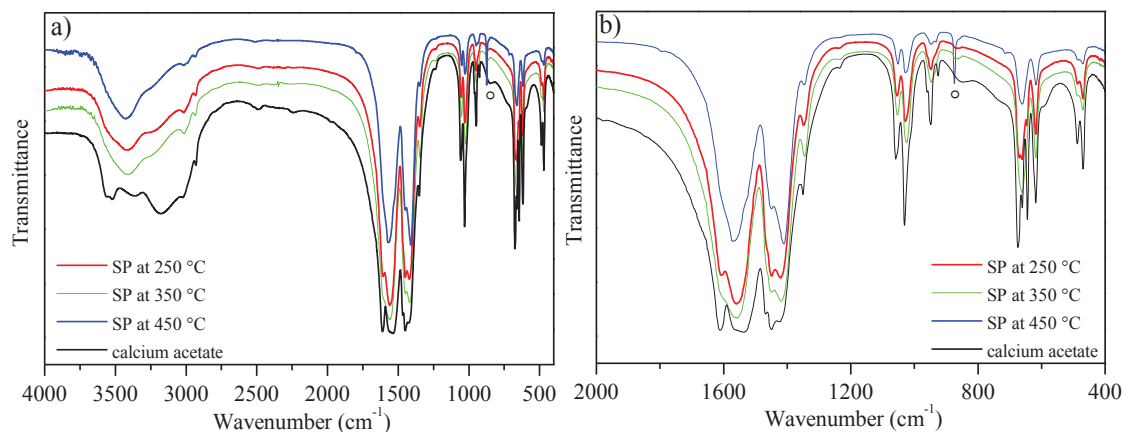 a)
Transmittance
SP at 250 °C
SP at 350 °C
SP at 450 °C
calcium acetate
4000 3500 3000 2500 2000 1500 1000 500
Wavenumber (cm-1)
b)
Transmittance
SP at 250 °C
SP at 350 °C
SP at 450 °C
calcium acetate
2000 1600 1200 800 400
Wavenumber (cm-1)